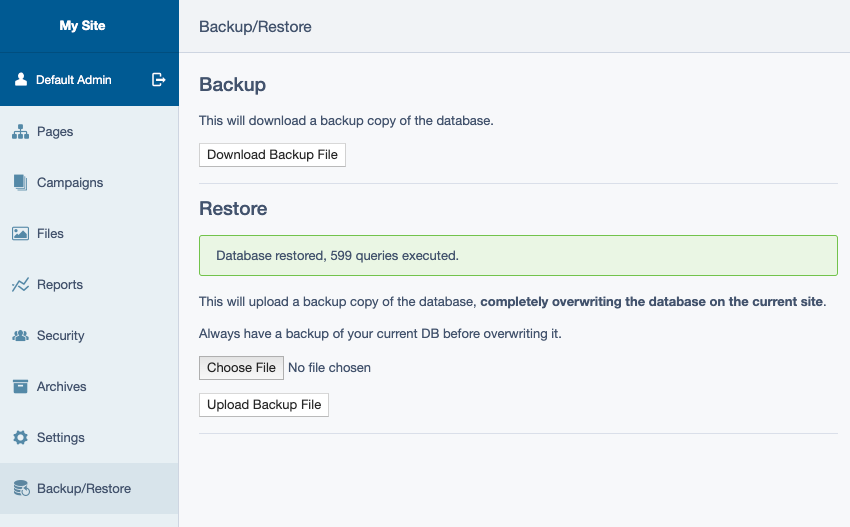 My Site
Default Admin
Pages
Campaigns
Files
Reports
Security
Archives
Settings
Backup/Restore
Backup/Restore
Backup
This will download a backup copy of the database.
Download Backup File
Restore
Database restored, 599 queries executed.
This will upload a backup copy of the database, completely overwriting the database on the current site.
Always have a backup of your current DB before overwriting it.
Choose File No file chosen
Upload Backup File